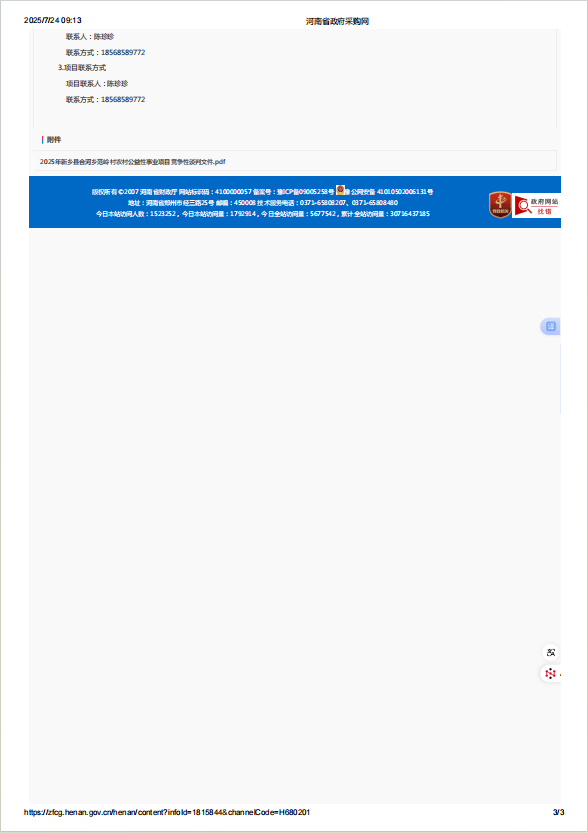 2025/7/24 09:13
河南省政府采购网
联系人：陈珍珍
联系方式：18568589772
3.项目联系方式
项目联系人：陈珍珍
联系方式：18568589772
附件
2025年新乡县合河乡范岭村农村公益性事业项目竞争性谈判文件.pdf
版权所有 ©2007 河南省财政厅 网站标识码：4100000057 备案号：豫ICP备09005258号 豫公网安备 41010502006131号
地址：河南省郑州市经三路25号 邮编：450008 技术服务电话：0371-65808207、0371-65808480
今日本站访问人数：1523252，今日本站访问量：1792914，今日全站访问量：5677542，累计全站访问量：30716437185
政府网站
找错
https://zfcg.henan.gov.cn/henan/content?infoId=1815844&channelCode=H680201
3/3